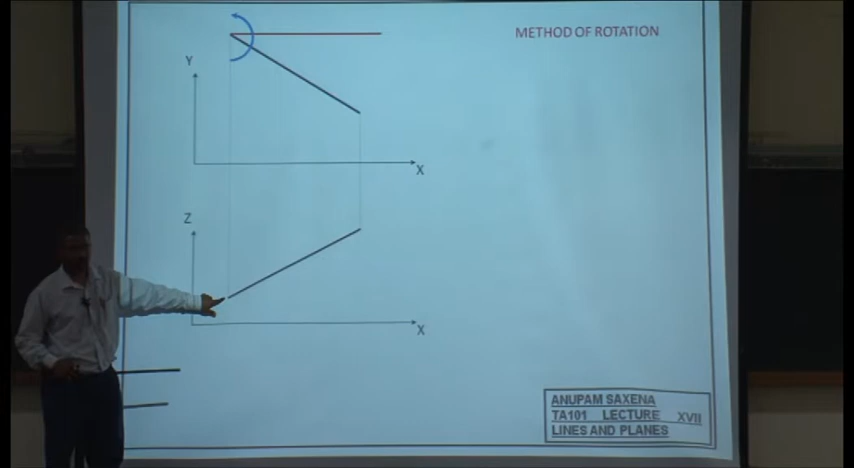 METHOD OF ROTATION
Y
X
Z
X
ANUPAM SAXENA
TA101 LECTURE XVII
LINES AND PLANES